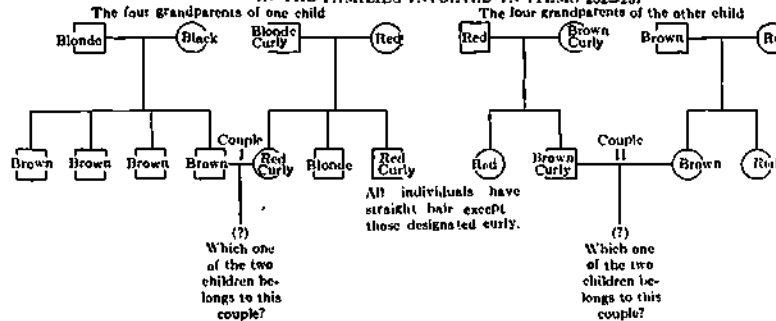 The four grandparents of one child
The four grandparents of the other child
Blonde
Black
Blonde
Curly
Red
Red
Brown
Curly
Brown
Brown
Brown
Brown
Brown
Couple
I
Red
Curly
Blonde
Red
Curly
Red
Brown
Curly
Couple
II
Brown
Red
All individuals have
straight hair except
those designated curly.
(?)
Which one
of the two
children be-
longs to this
couple?
(?)
Which one
of the two
children be-
longs to this
couple?